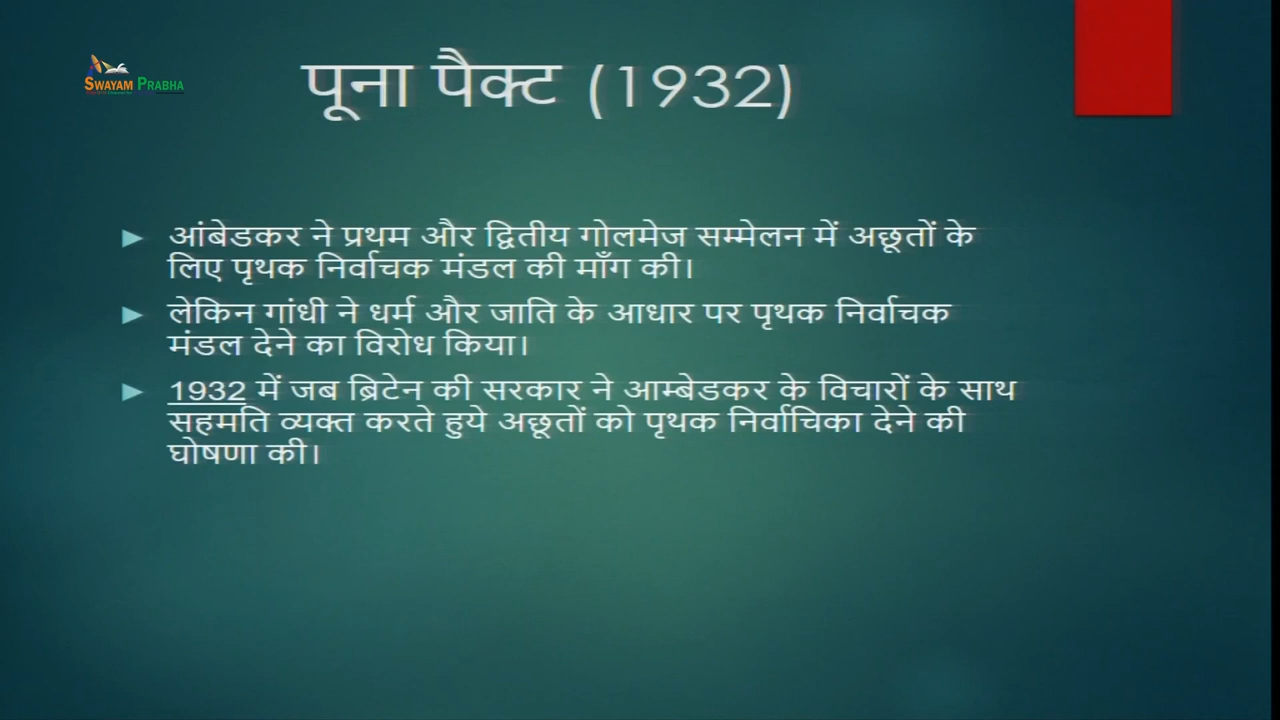 SWAYAM PRABHA
पूना पैक्ट (1932)
आंबेडकर ने प्रथम और द्वितीय गोलमेज सम्मेलन में अछूतों के
लिए पृथक निर्वाचक मंडल की माँग की।
लेकिन गांधी ने धर्म और जाति के आधार पर पृथक निर्वाचक
मंडल देने का विरोध किया।
1932 में जब ब्रिटेन की सरकार ने आम्बेडकर के विचारों के साथ
सहमति व्यक्त करते हुये अछूतों को पृथक निर्वाचिका देने की
घोषणा की।